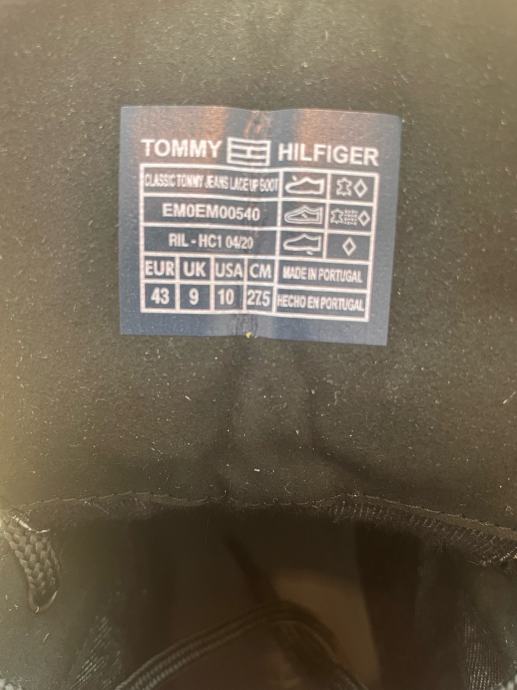 TOMMY HILFIGER
CLASSIC TOMMY JEANS LACE UP BOOT
EM0EM00540
RIL - HC1 04/20
EUR UK USA CM MADE IN PORTUGAL
43 9 10 27.5 HECHO EN PORTUGAL